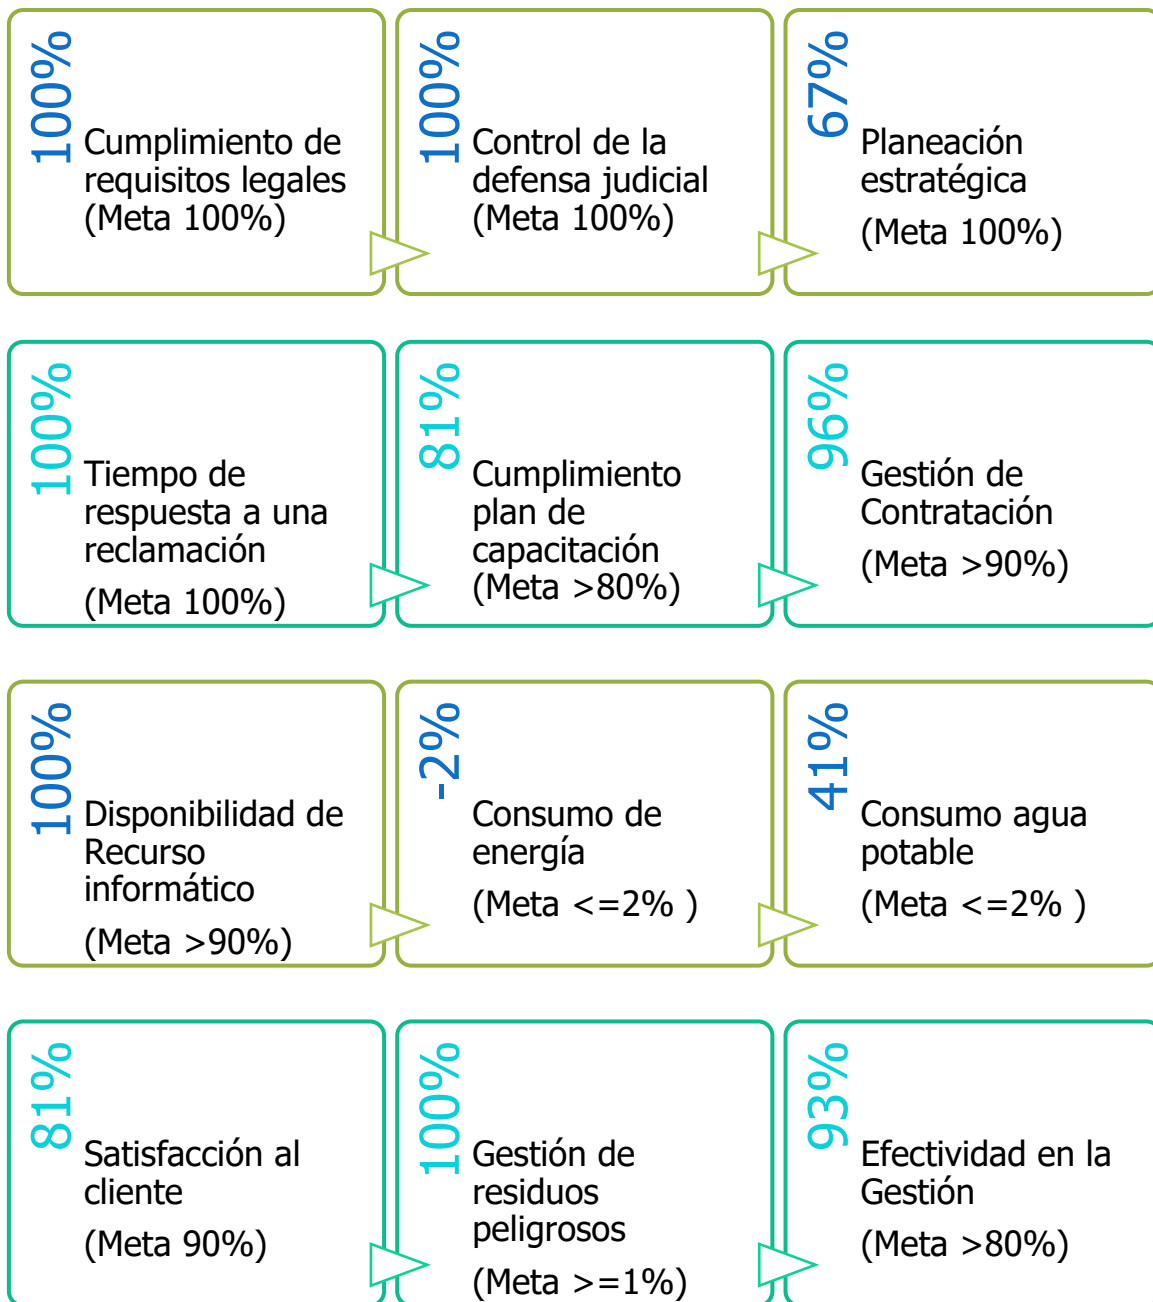 100%
Cumplimiento de
requisitos legales
(Meta 100%)
100%
Control de la
defensa judicial
(Meta 100%)
67%
Planeación
estratégica
(Meta 100%)
100%
Tiempo de
respuesta a una
reclamación
(Meta 100%)
81%
Cumplimiento
plan de
capacitación
(Meta >80%)
96%
Gestión de
Contratación
(Meta >90%)
100%
Disponibilidad de
Recurso
informático
(Meta >90%)
-2%
Consumo de
energía
(Meta <=2% )
41%
Consumo agua
potable
(Meta <=2% )
81%
Satisfacción al
cliente
(Meta 90%)
100%
Gestión de
residuos
peligrosos
(Meta >=1%)
93%
Efectividad en la
Gestión
(Meta >80%)